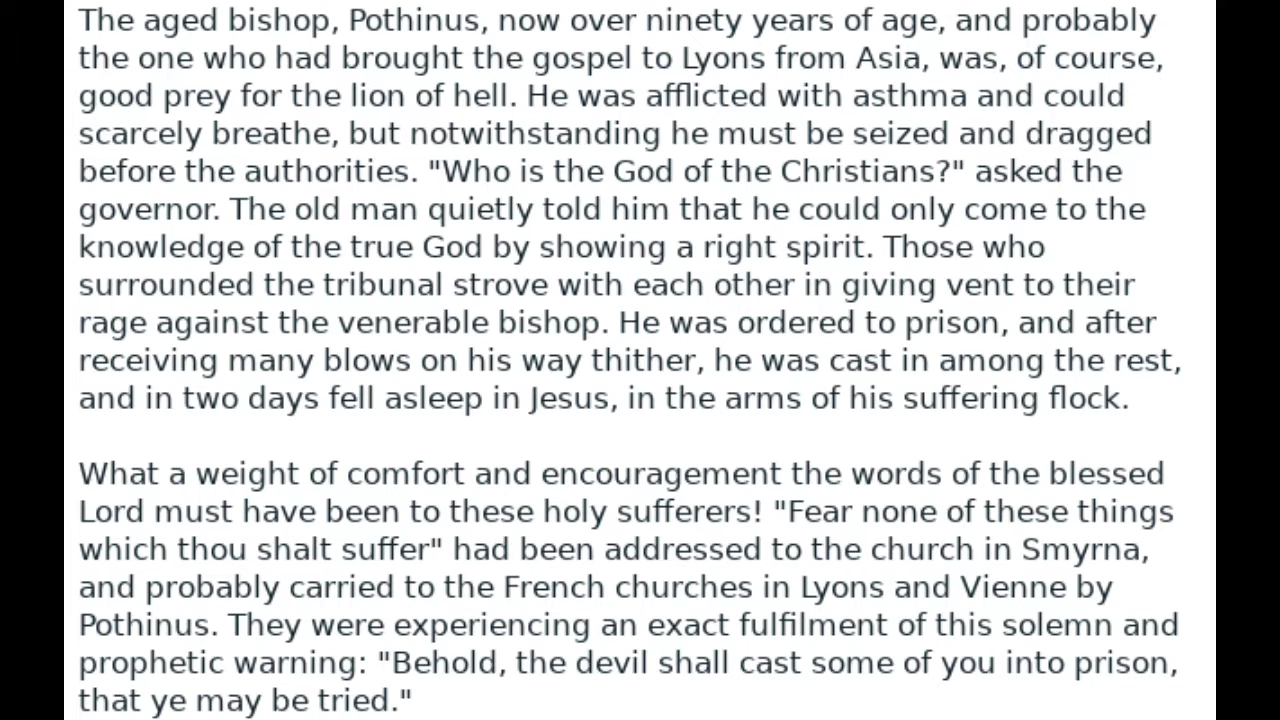 The aged bishop, Pothinus, now over ninety years of age, and probably
the one who had brought the gospel to Lyons from Asia, was, of course,
good prey for the lion of hell. He was afflicted with asthma and could
scarcely breathe, but notwithstanding he must be seized and dragged
before the authorities. "Who is the God of the Christians?" asked the
governor. The old man quietly told him that he could only come to the
knowledge of the true God by showing a right spirit. Those who
surrounded the tribunal strove with each other in giving vent to their
rage against the venerable bishop. He was ordered to prison, and after
receiving many blows on his way thither, he was cast in among the rest,
and in two days fell asleep in Jesus, in the arms of his suffering flock.

What a weight of comfort and encouragement the words of the blessed
Lord must have been to these holy sufferers! "Fear none of these things
which thou shalt suffer" had been addressed to the church in Smyrna,
and probably carried to the French churches in Lyons and Vienne by
Pothinus. They were experiencing an exact fulfilment of this solemn and
prophetic warning: "Behold, the devil shall cast some of you into prison,
that ye may be tried."